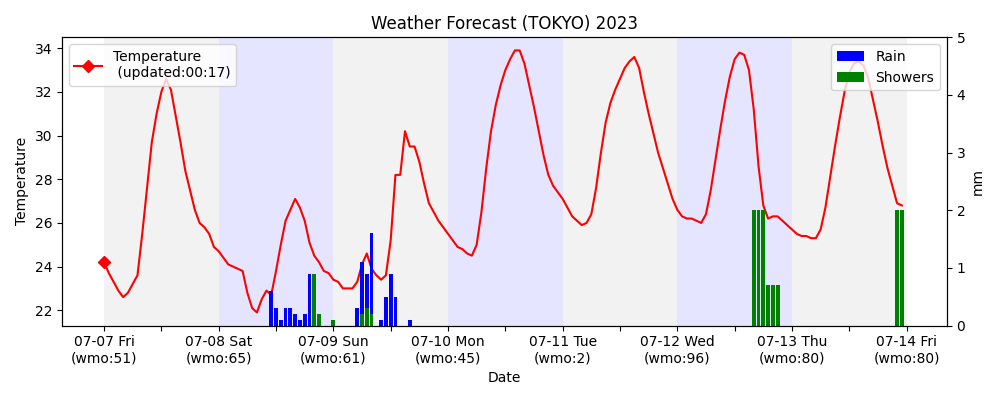 Weather Forecast (TOKYO) 2023
Temperature
(updated:00:17)
Rain
Showers
34
32
30
28
26
24
22
5
4
3
2
1
0
Temperature
mm
07-07 Fri
(wmo:51)
07-08 Sat
(wmo:65)
07-09 Sun
(wmo:61)
07-10 Mon
(wmo:45)
07-11 Tue
(wmo:2)
07-12 Wed
(wmo:96)
07-13 Thu
(wmo:80)
07-14 Fri
(wmo:80)
Date